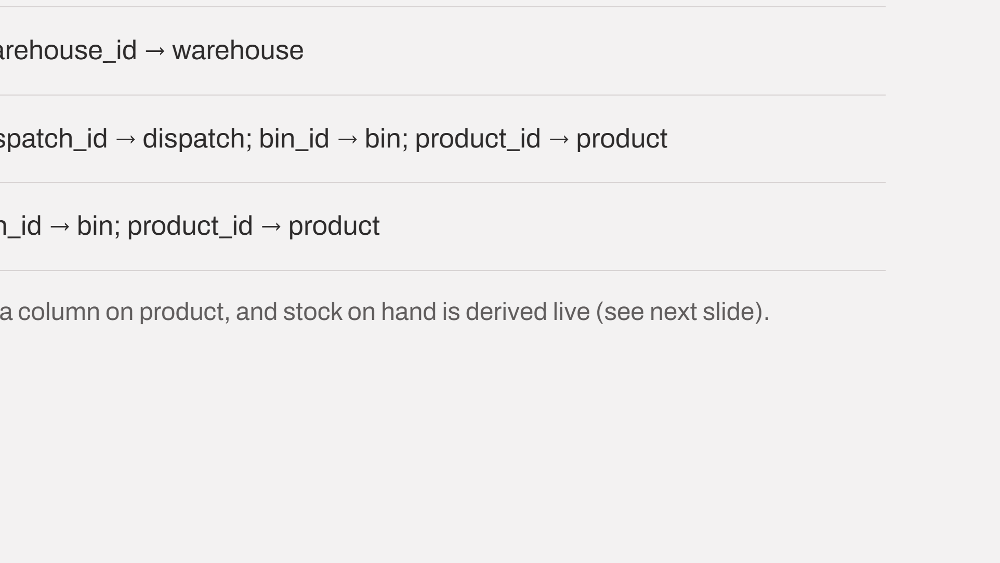 arehouse_id → warehouse
spatch_id → dispatch; bin_id → bin; product_id → product
n_id → bin; product_id → product
a column on product, and stock on hand is derived live (see next slide).